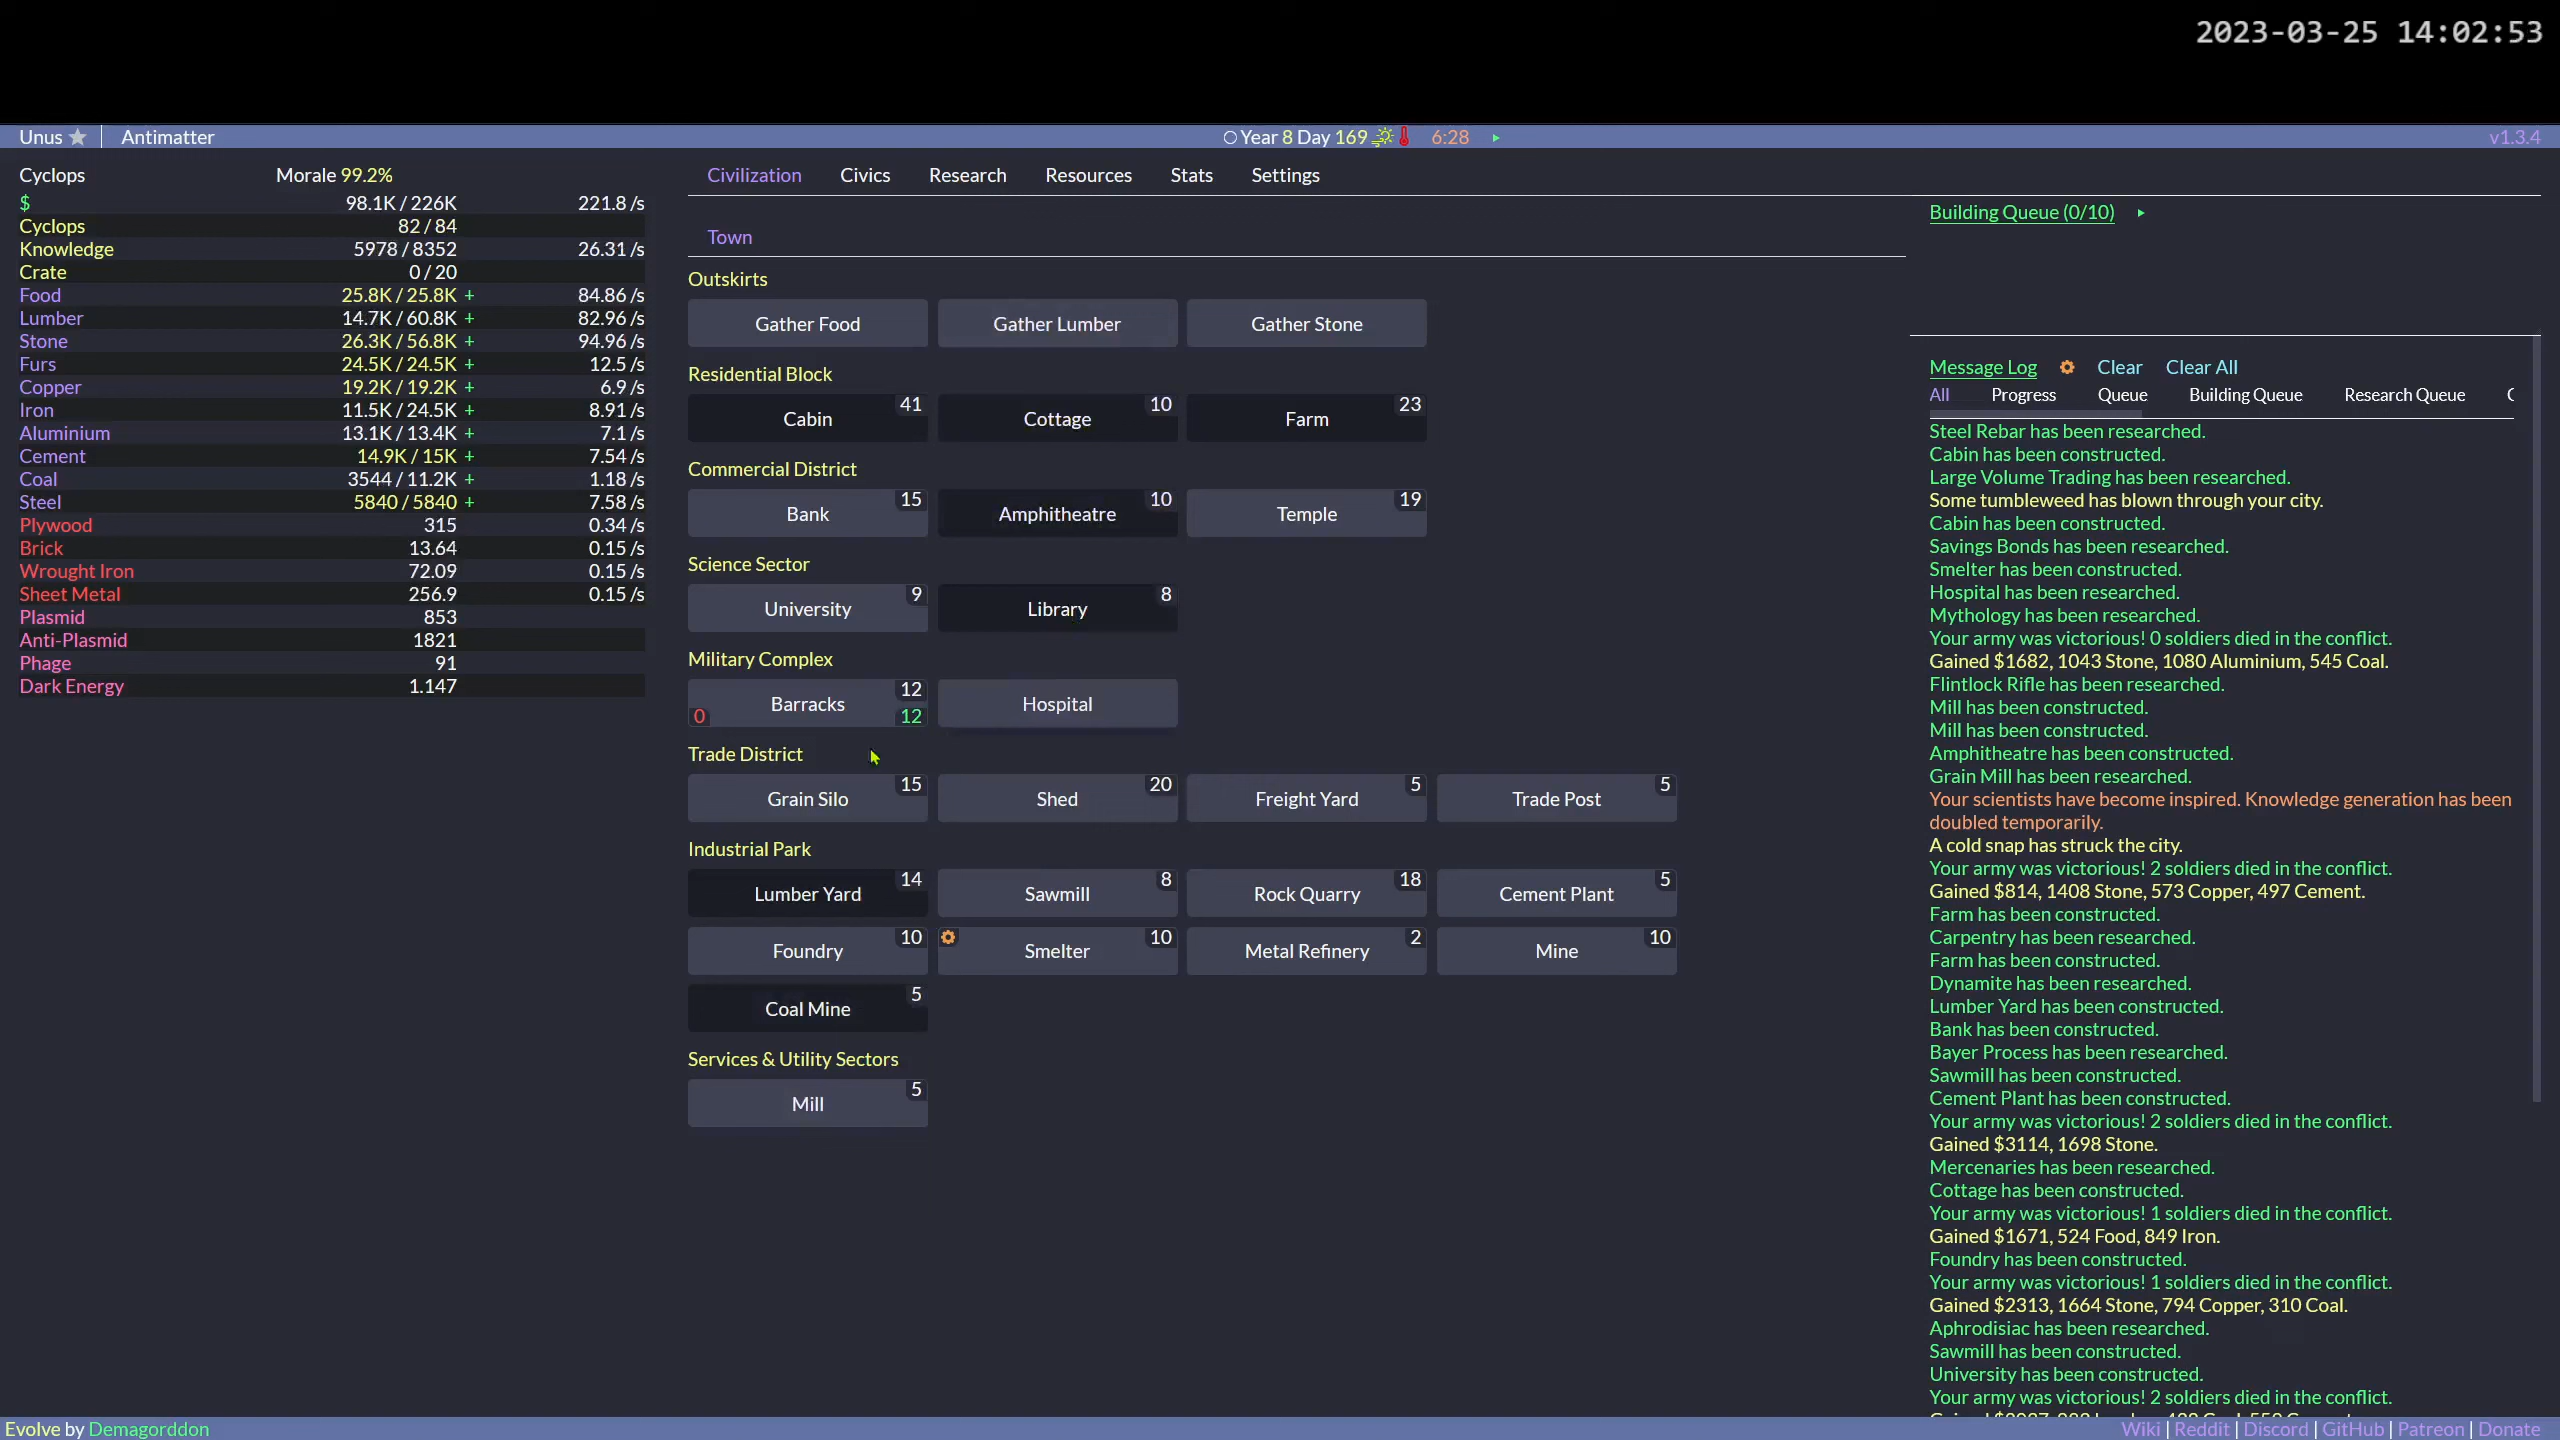 2023-03-25 14:02:53
Unus ★ | Antimatter
Year 8 Day 169 6:28
v1.3.4
Cyclops Morale 99.2%
$ 98.1K / 226K 221.8 /s
Cyclops 82 / 84
Knowledge 5978 / 8352 26.31 /s
Crate 0 / 20
Food 25.8K / 25.8K + 84.86 /s
Lumber 14.7K / 60.8K + 82.96 /s
Stone 26.3K / 56.8K + 94.96 /s
Furs 24.5K / 24.5K + 12.5 /s
Copper 19.2K / 19.2K + 6.9 /s
Iron 11.5K / 24.5K + 8.91 /s
Aluminium 13.1K / 13.4K + 7.1 /s
Cement 14.9K / 15K + 7.54 /s
Coal 3544 / 11.2K + 1.18 /s
Steel 5840 / 5840 + 7.58 /s
Plywood 315 0.34 /s
Brick 13.64 0.15 /s
Wrought Iron 72.09 0.15 /s
Sheet Metal 256.9 0.15 /s
Plasmid 853
Anti-Plasmid 1821
Phage 91
Dark Energy 1.147
Civilization Civics Research Resources Stats Settings
Town
Outskirts
Gather Food Gather Lumber Gather Stone
Residential Block
Cabin 41 Cottage 10 Farm 23
Commercial District
Bank 15 Amphitheatre 10 Temple 19
Science Sector
University 9 Library 8
Military Complex
Barracks 12 0 12 Hospital
Trade District
Grain Silo 15 Shed 20 Freight Yard 5 Trade Post 5
Industrial Park
Lumber Yard 14 Sawmill 8 Rock Quarry 18 Cement Plant 5
Foundry 10 Smelter 10 Metal Refinery 2 Mine 10
Coal Mine 5
Services & Utility Sectors
Mill 5
Building Queue (0/10)
Message Log Clear Clear All
All Progress Queue Building Queue Research Queue
Steel Rebar has been researched.
Cabin has been constructed.
Large Volume Trading has been researched.
Some tumbleweed has blown through your city.
Cabin has been constructed.
Savings Bonds has been researched.
Smelter has been constructed.
Hospital has been researched.
Mythology has been researched.
Your army was victorious! 0 soldiers died in the conflict.
Gained $1682, 1043 Stone, 1080 Aluminium, 545 Coal.
Flintlock Rifle has been researched.
Mill has been constructed.
Mill has been constructed.
Amphitheatre has been constructed.
Grain Mill has been researched.
Your scientists have become inspired. Knowledge generation has been
doubled temporarily.
A cold snap has struck the city.
Your army was victorious! 2 soldiers died in the conflict.
Gained $814, 1408 Stone, 573 Copper, 497 Cement.
Farm has been constructed.
Carpentry has been researched.
Farm has been constructed.
Dynamite has been researched.
Lumber Yard has been constructed.
Bank has been constructed.
Bayer Process has been researched.
Sawmill has been constructed.
Cement Plant has been constructed.
Your army was victorious! 2 soldiers died in the conflict.
Gained $3114, 1698 Stone.
Mercenaries has been researched.
Cottage has been constructed.
Your army was victorious! 1 soldiers died in the conflict.
Gained $1671, 524 Food, 849 Iron.
Foundry has been constructed.
Your army was victorious! 1 soldiers died in the conflict.
Gained $2313, 1664 Stone, 794 Copper, 310 Coal.
Aphrodisiac has been researched.
Sawmill has been constructed.
University has been constructed.
Your army was victorious! 2 soldiers died in the conflict.
Evolve by Demagorddon
Wiki | Reddit | Discord | GitHub | Patreon | Donate